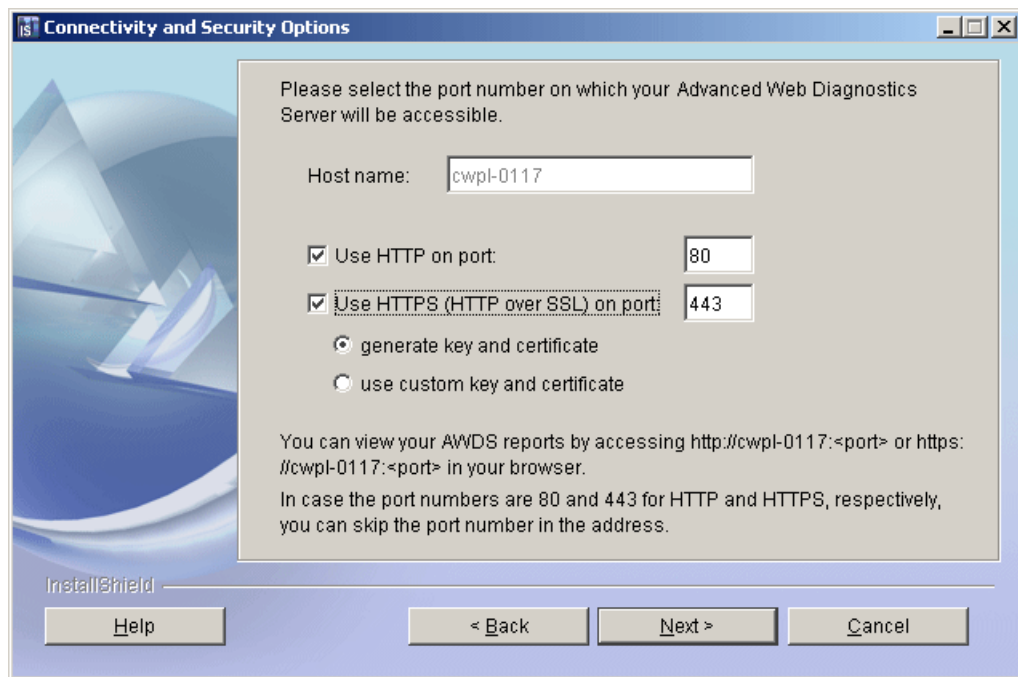 Connectivity and Security Options
Please select the port number on which your Advanced Web Diagnostics
Server will be accessible.
Host name: cwpl-0117
Use HTTP on port: 80
Use HTTPS (HTTP over SSL) on port: 443
generate key and certificate
use custom key and certificate
You can view your AWDS reports by accessing http://cwpl-0117:<port> or https:
//cwpl-0117:<port> in your browser.
In case the port numbers are 80 and 443 for HTTP and HTTPS, respectively,
you can skip the port number in the address.
InstallShield
Help < Back Next > Cancel